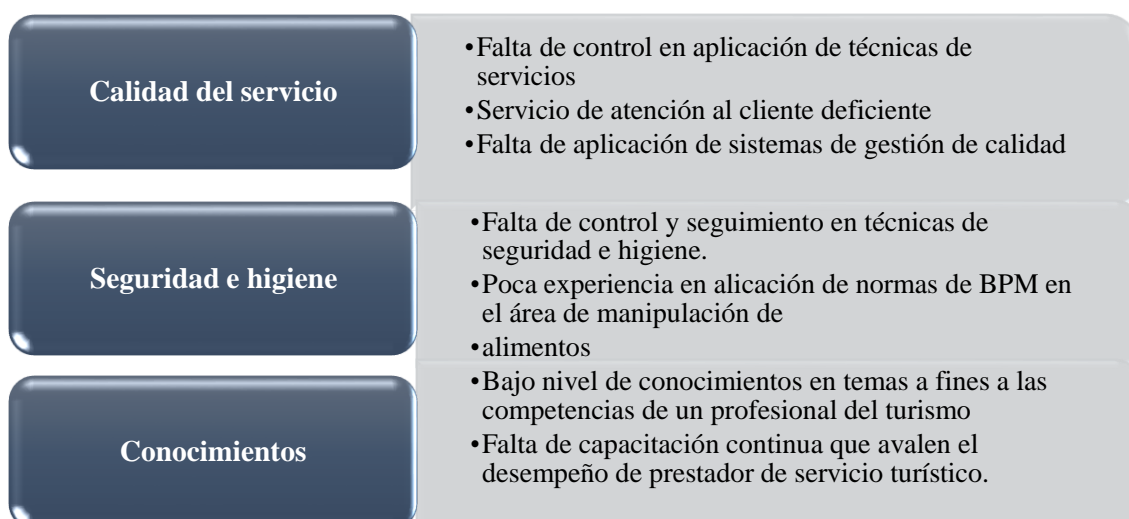 Calidad del servicio
•Falta de control en aplicación de técnicas de
servicios
•Servicio de atención al cliente deficiente
•Falta de aplicación de sistemas de gestión de calidad
Seguridad e higiene
•Falta de control y seguimiento en técnicas de
seguridad e higiene.
•Poca experiencia en alicación de normas de BPM en
el área de manipulación de
•alimentos
Conocimientos
•Bajo nivel de conocimientos en temas a fines a las
competencias de un profesional del turismo
•Falta de capacitación continua que avalen el
desempeño de prestador de servicio turístico.